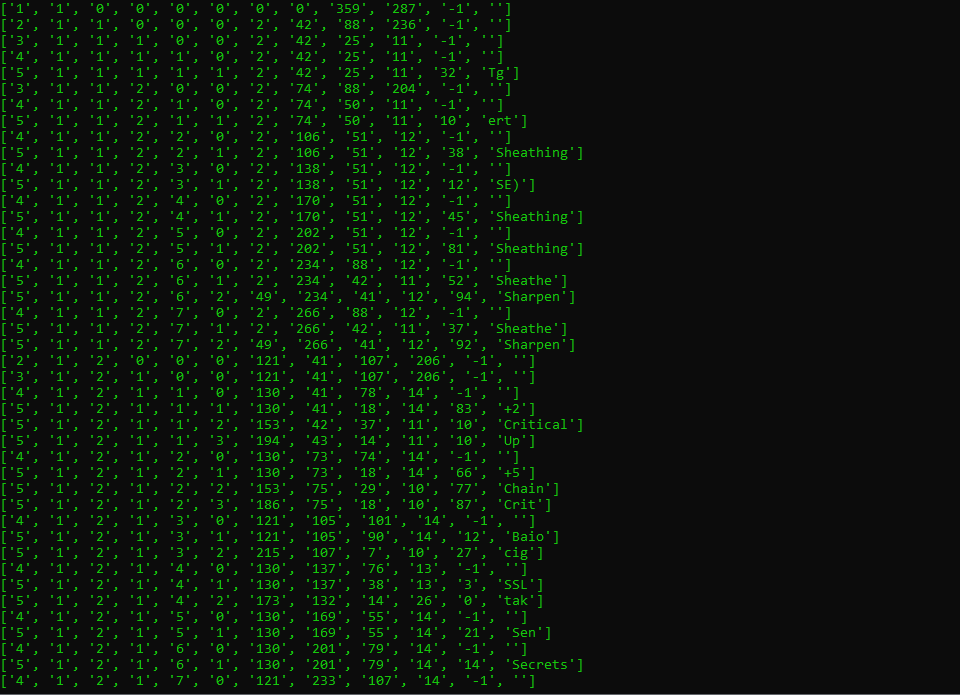 ['1', '1', '0', '0', '0', '0', '0', '0', '359', '287', '-1', '']
['2', '1', '1', '0', '0', '0', '2', '42', '88', '236', '-1', '']
['3', '1', '1', '1', '0', '0', '2', '42', '25', '11', '-1', '']
['4', '1', '1', '1', '1', '0', '2', '42', '25', '11', '-1', '']
['5', '1', '1', '1', '1', '1', '2', '42', '25', '11', '32', 'Tg']
['3', '1', '1', '2', '0', '0', '2', '74', '88', '204', '-1', '']
['4', '1', '1', '2', '1', '0', '2', '74', '50', '11', '-1', '']
['5', '1', '1', '2', '1', '1', '2', '74', '50', '11', '10', 'ert']
['4', '1', '1', '2', '2', '0', '2', '106', '51', '12', '-1', '']
['5', '1', '1', '2', '2', '1', '2', '106', '51', '12', '38', 'Sheathing']
['4', '1', '1', '2', '3', '0', '2', '138', '51', '12', '-1', '']
['5', '1', '1', '2', '3', '1', '2', '138', '51', '12', '12', 'SE)']
['4', '1', '1', '2', '4', '0', '2', '170', '51', '12', '-1', '']
['5', '1', '1', '2', '4', '1', '2', '170', '51', '12', '45', 'Sheathing']
['4', '1', '1', '2', '5', '0', '2', '202', '51', '12', '-1', '']
['5', '1', '1', '2', '5', '1', '2', '202', '51', '12', '81', 'Sheathing']
['4', '1', '1', '2', '6', '0', '2', '234', '88', '12', '-1', '']
['5', '1', '1', '2', '6', '1', '2', '234', '42', '11', '52', 'Sheathe']
['5', '1', '1', '2', '6', '2', '49', '234', '41', '12', '94', 'Sharpen']
['4', '1', '1', '2', '7', '0', '2', '266', '88', '12', '-1', '']
['5', '1', '1', '2', '7', '1', '2', '266', '42', '11', '37', 'Sheathe']
['5', '1', '1', '2', '7', '2', '49', '266', '41', '12', '92', 'Sharpen']
['2', '1', '2', '0', '0', '0', '121', '41', '107', '206', '-1', '']
['3', '1', '2', '1', '0', '0', '121', '41', '107', '206', '-1', '']
['4', '1', '2', '1', '1', '0', '130', '41', '78', '14', '-1', '']
['5', '1', '2', '1', '1', '1', '130', '41', '18', '14', '83', '+2']
['5', '1', '2', '1', '1', '2', '153', '42', '37', '11', '10', 'Critical']
['5', '1', '2', '1', '1', '3', '194', '43', '14', '11', '10', 'Up']
['4', '1', '2', '1', '2', '0', '130', '73', '74', '14', '-1', '']
['5', '1', '2', '1', '2', '1', '130', '73', '18', '14', '66', '+5']
['5', '1', '2', '1', '2', '2', '153', '75', '29', '10', '77', 'Chain']
['5', '1', '2', '1', '2', '3', '186', '75', '18', '10', '87', 'Crit']
['4', '1', '2', '1', '3', '0', '121', '105', '101', '14', '-1', '']
['5', '1', '2', '1', '3', '1', '121', '105', '90', '14', '12', 'Baio']
['5', '1', '2', '1', '3', '2', '215', '107', '7', '10', '27', 'cig']
['4', '1', '2', '1', '4', '0', '130', '137', '76', '13', '-1', '']
['5', '1', '2', '1', '4', '1', '130', '137', '38', '13', '3', 'SSL']
['5', '1', '2', '1', '4', '2', '173', '132', '14', '26', '0', 'tak']
['4', '1', '2', '1', '5', '0', '130', '169', '55', '14', '-1', '']
['5', '1', '2', '1', '5', '1', '130', '169', '55', '14', '21', 'Sen']
['4', '1', '2', '1', '6', '0', '130', '201', '79', '14', '-1', '']
['5', '1', '2', '1', '6', '1', '130', '201', '79', '14', '14', 'Secrets']
['4', '1', '2', '1', '7', '0', '121', '233', '107', '14', '-1', '']